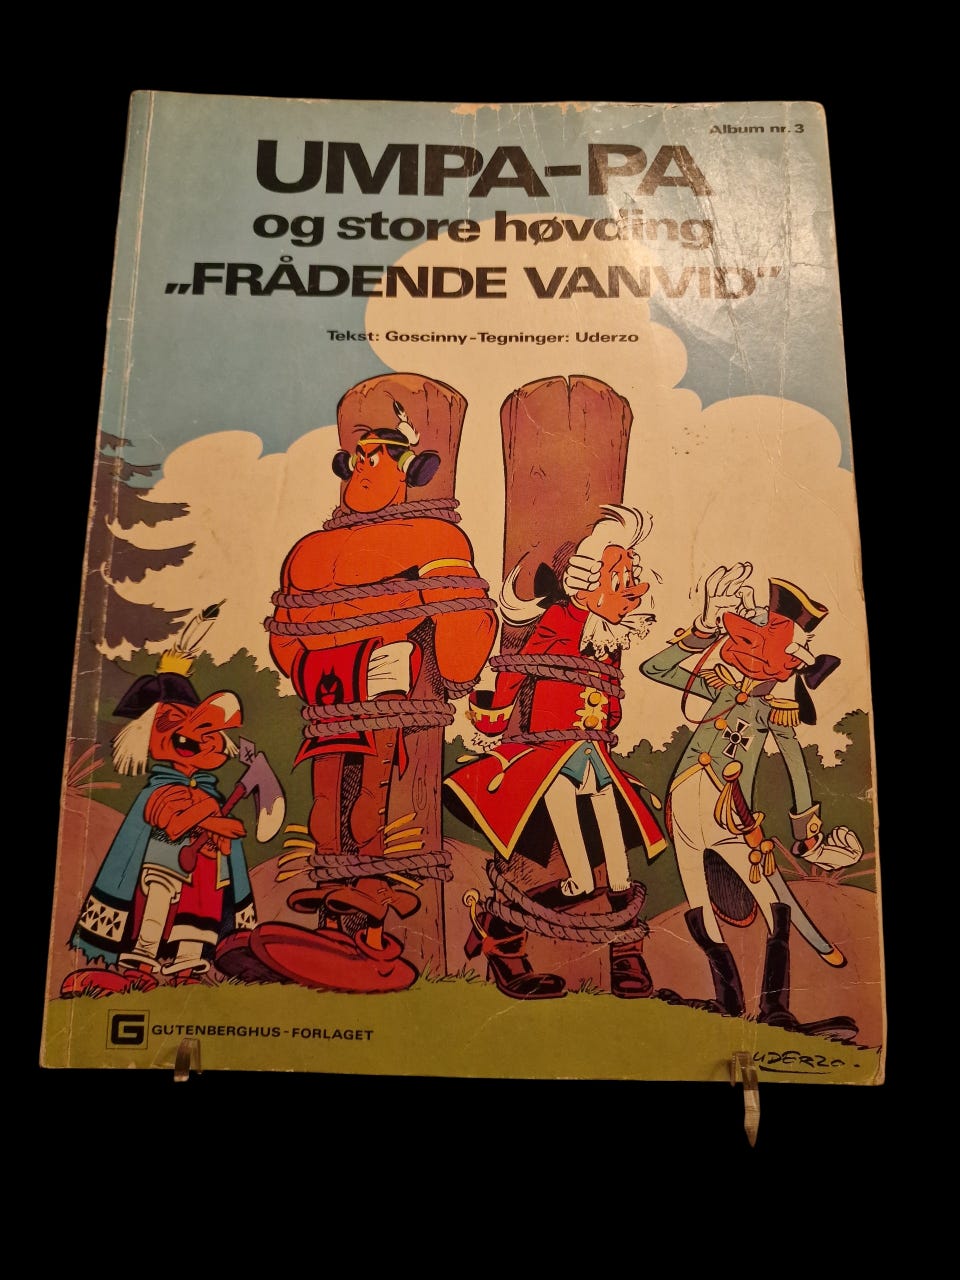 Album nr. 3
UMPA-PA
og store høvding
„FRÅDENDE VANVID”
Tekst: Goscinny-Tegninger: Uderzo
G GUTENBERGHUS-FORLAGET
UDERZO.